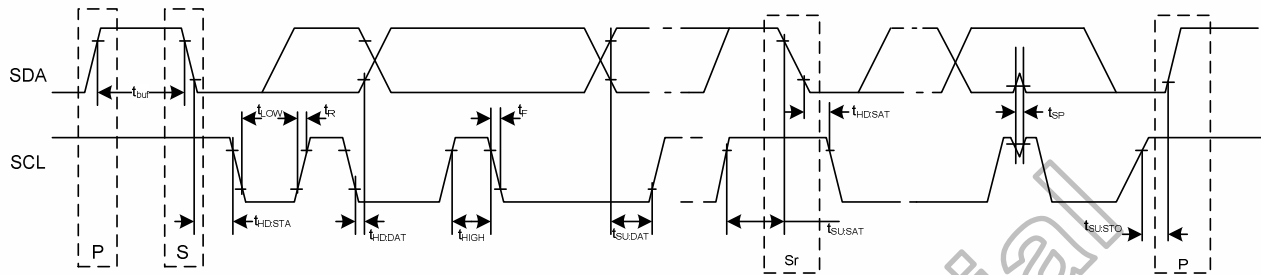 SDA
tbuf
tLOW
tR
tF
tHD:SAT
tSP
SCL
tHD:STA
tHD:DAT
tHIGH
tSU:DAT
tSU:SAT
tSU:STO
P
S
Sr
P
ial